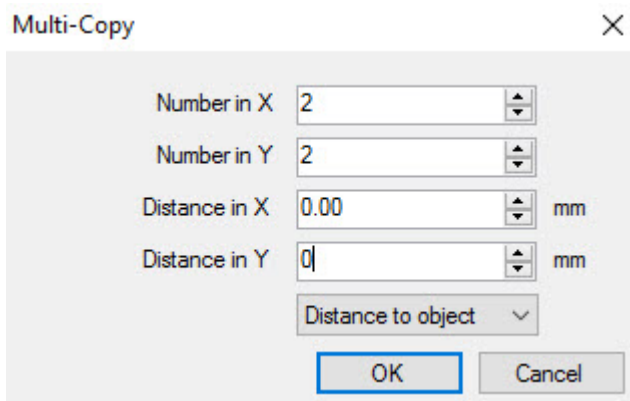 Multi-Copy
Number in X 2
Number in Y 2
Distance in X 0.00 mm
Distance in Y 0 mm
Distance to object
OK Cancel